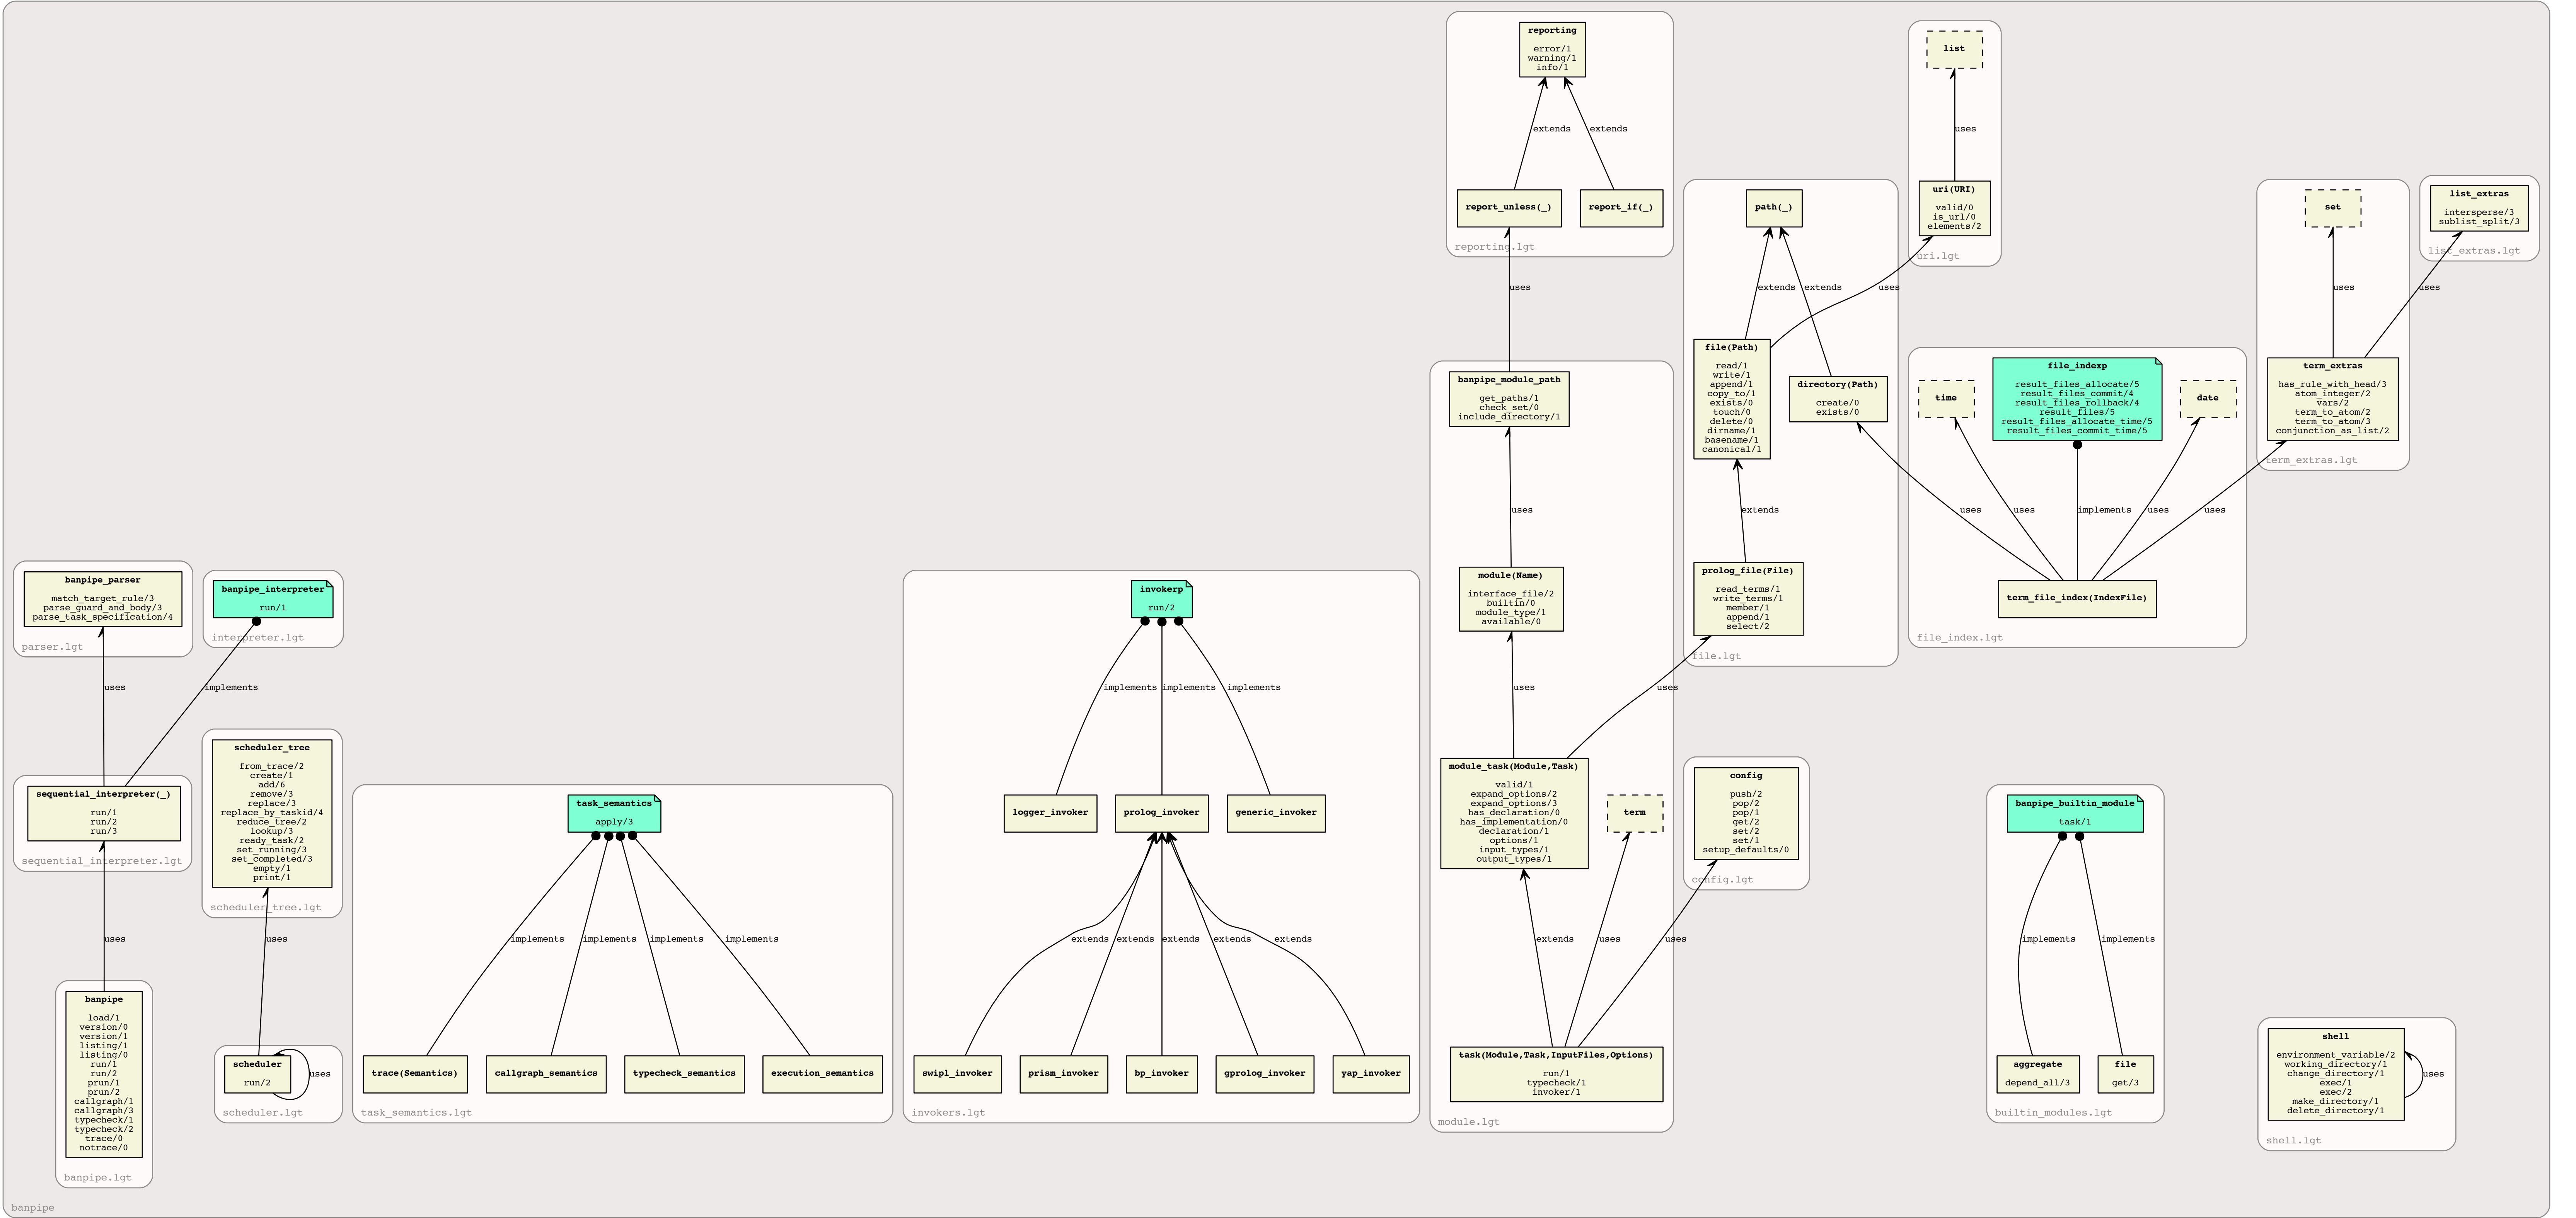 reporting
error/1
warning/1
info/1
extends
extends
report_unless(_)
report_if(_)
reporting.lgt
list
uses
uri(URI)
valid/0
is_url/0
elements/2
uri.lgt
path(_)
extends
extends
uses
file(Path)
read/1
write/1
append/1
copy_to/1
exists/0
touch/0
delete/0
dirname/1
basename/1
canonical/1
directory(Path)
create/0
exists/0
extends
prolog_file(File)
read_terms/1
write_terms/1
member/1
append/1
select/2
file.lgt
set
uses
term_extras
has_rule_with_head/3
atom_integer/2
vars/2
term_to_atom/2
term_to_atom/3
conjunction_as_list/2
term_extras.lgt
list_extras
intersperse/3
sublist_split/3
list_extras.lgt
uses
time
file_indexp
result_files_allocate/5
result_files_commit/4
result_files_rollback/4
result_files/5
result_files_allocate_time/5
result_files_commit_time/5
date
uses
uses
implements
uses
uses
term_file_index(IndexFile)
file_index.lgt
uses
banpipe_module_path
get_paths/1
check_set/0
include_directory/1
uses
module(Name)
interface_file/2
builtin/0
module_type/1
available/0
uses
uses
module_task(Module,Task)
valid/1
expand_options/2
expand_options/3
has_declaration/0
has_implementation/0
declaration/1
options/1
input_types/1
output_types/1
term
extends
uses
uses
task(Module,Task,InputFiles,Options)
run/1
typecheck/1
invoker/1
module.lgt
config
push/2
pop/2
pop/1
get/2
set/2
set/1
setup_defaults/0
config.lgt
banpipe_parser
match_target_rule/3
parse_guard_and_body/3
parse_task_specification/4
parser.lgt
banpipe_interpreter
run/1
interpreter.lgt
uses
implements
sequential_interpreter(_)
run/1
run/2
run/3
sequential_interpreter.lgt
uses
banpipe
load/1
version/0
version/1
listing/1
listing/0
run/1
run/2
prun/1
prun/2
callgraph/1
callgraph/3
typecheck/1
typecheck/2
trace/0
notrace/0
banpipe.lgt
scheduler_tree
from_trace/2
create/1
add/6
remove/3
replace/3
replace_by_taskid/4
reduce_tree/2
lookup/3
ready_task/2
set_running/3
set_completed/3
empty/1
print/1
scheduler_tree.lgt
uses
scheduler
run/2
uses
scheduler.lgt
task_semantics
apply/3
implements
implements
implements
implements
trace(Semantics)
callgraph_semantics
typecheck_semantics
execution_semantics
task_semantics.lgt
invokerp
run/2
implements
implements
implements
logger_invoker
prolog_invoker
generic_invoker
extends
extends
extends
extends
extends
swipl_invoker
prism_invoker
bp_invoker
gprolog_invoker
yap_invoker
invokers.lgt
banpipe_builtin_module
task/1
implements
implements
aggregate
depend_all/3
file
get/3
builtin_modules.lgt
shell
environment_variable/2
working_directory/1
change_directory/1
exec/1
exec/2
make_directory/1
delete_directory/1
uses
shell.lgt
banpipe